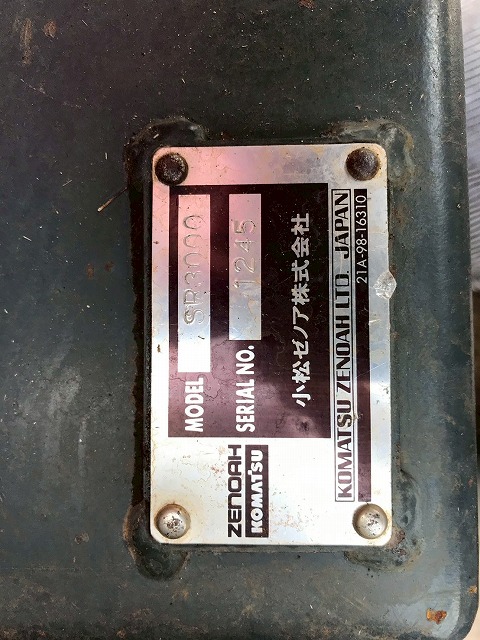 ZENOAH
KOMATSU
MODEL SR3000
SERIAL NO. 1245
小松ゼノア株式会社
KOMATSU ZENOAH LTD. JAPAN
21A-98-16310